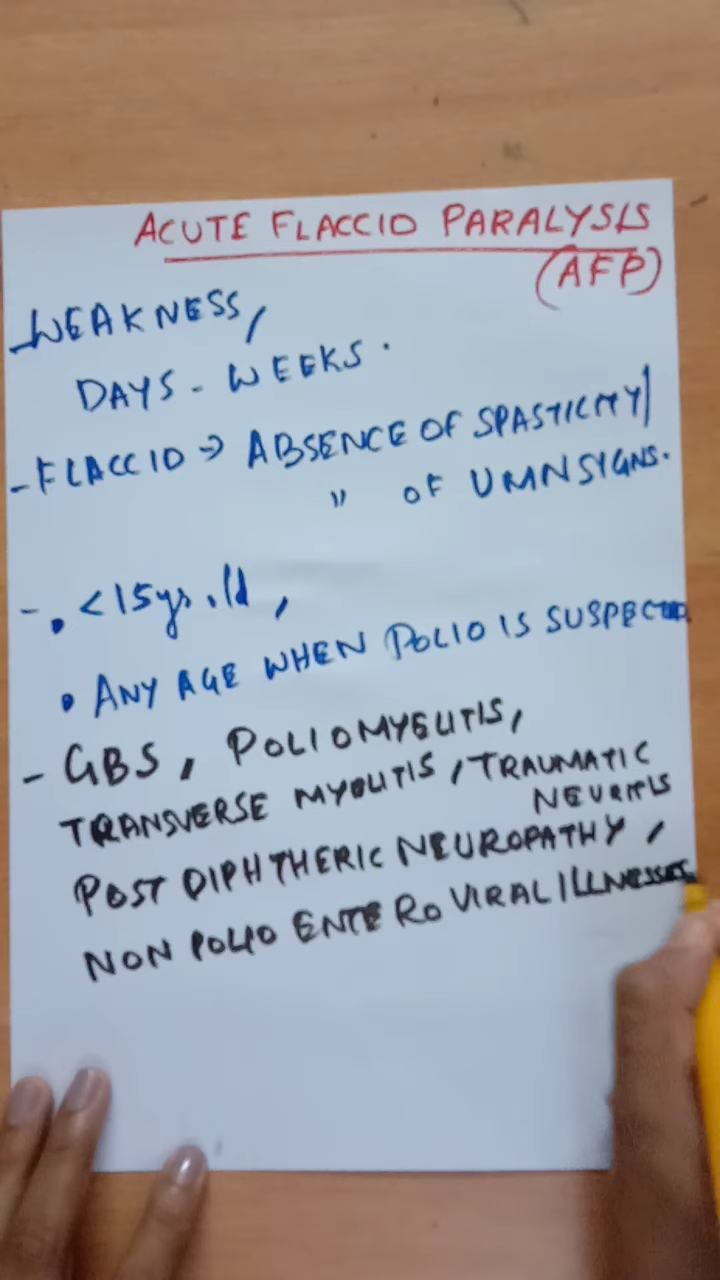 ACUTE FLACCID PARALYSIS
(AFP)
- WEAKNESS,
DAYS - WEEKS.
- FLACCID → ABSENCE OF SPASTICITY/
" OF UMN SIGNS.
- • <15yrs old,
• ANY AGE WHEN POLIO IS SUSPECTED.
- GBS, POLIOMYELITIS,
TRANSVERSE MYELITIS, TRAUMATIC
NEURITIS
POST DIPHTHERIC NEUROPATHY,
NON POLIO ENTERO VIRAL ILLNESSES.